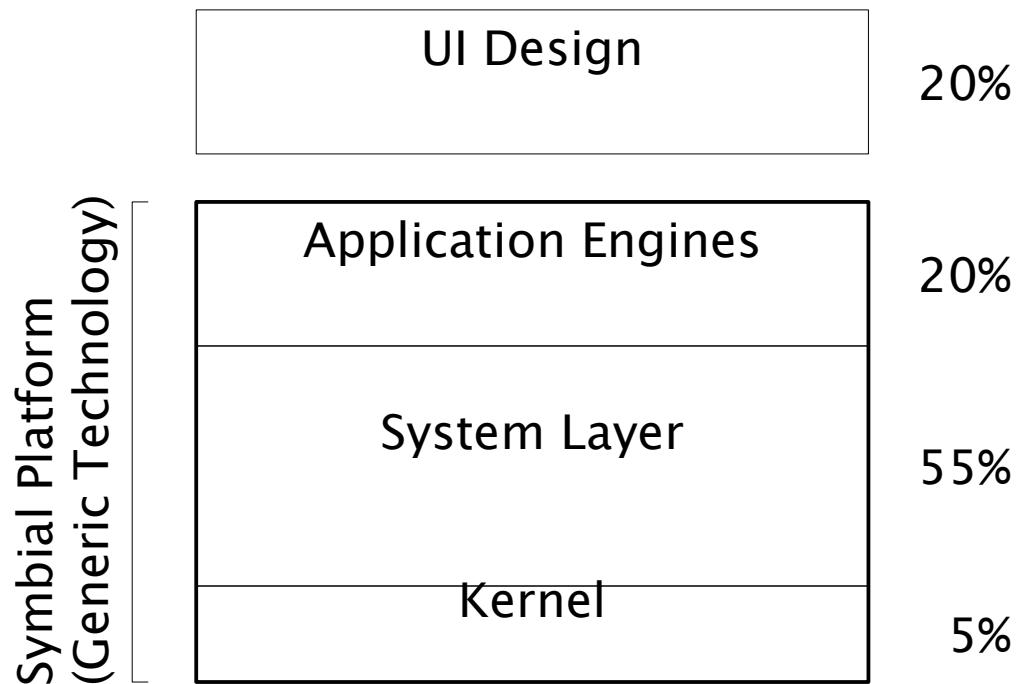 UI Design
20%
Symbial Platform
(Generic Technology)
Application Engines
20%
System Layer
55%
Kernel
5%